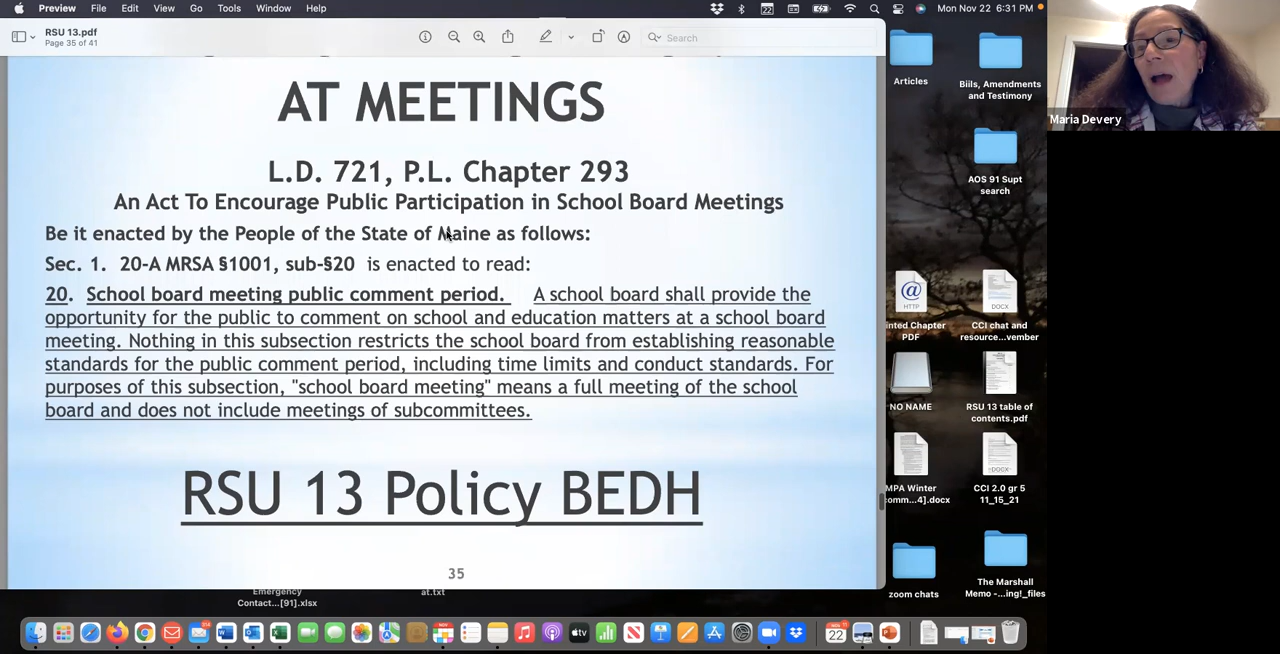 Preview File Edit View Go Tools Window Help
Mon Nov 22 6:31 PM
RSU 13.pdf
Page 35 of 41
Search
AT MEETINGS
L.D. 721, P.L. Chapter 293
An Act To Encourage Public Participation in School Board Meetings
Be it enacted by the People of the State of Maine as follows:
Sec. 1. 20-A MRSA §1001, sub-§20 is enacted to read:
20. School board meeting public comment period. A school board shall provide the
opportunity for the public to comment on school and education matters at a school board
meeting. Nothing in this subsection restricts the school board from establishing reasonable
standards for the public comment period, including time limits and conduct standards. For
purposes of this subsection, "school board meeting" means a full meeting of the school
board and does not include meetings of subcommittees.
RSU 13 Policy BEDH
35
Emergency
Contact...[91].xlsx
at.txt
Articles
Biils, Amendments
and Testimony
AOS 91 Supt
search
HTTP
inted Chapter
PDF
DOCX
CCI chat and
resource...vember
NO NAME
RSU 13 table of
contents.pdf
MPA Winter
comm...4].docx
DOCX
CCI 2.0 gr 5
11_15_21
zoom chats
The Marshall
Memo -...ing!_files
Maria Devery
tv
22